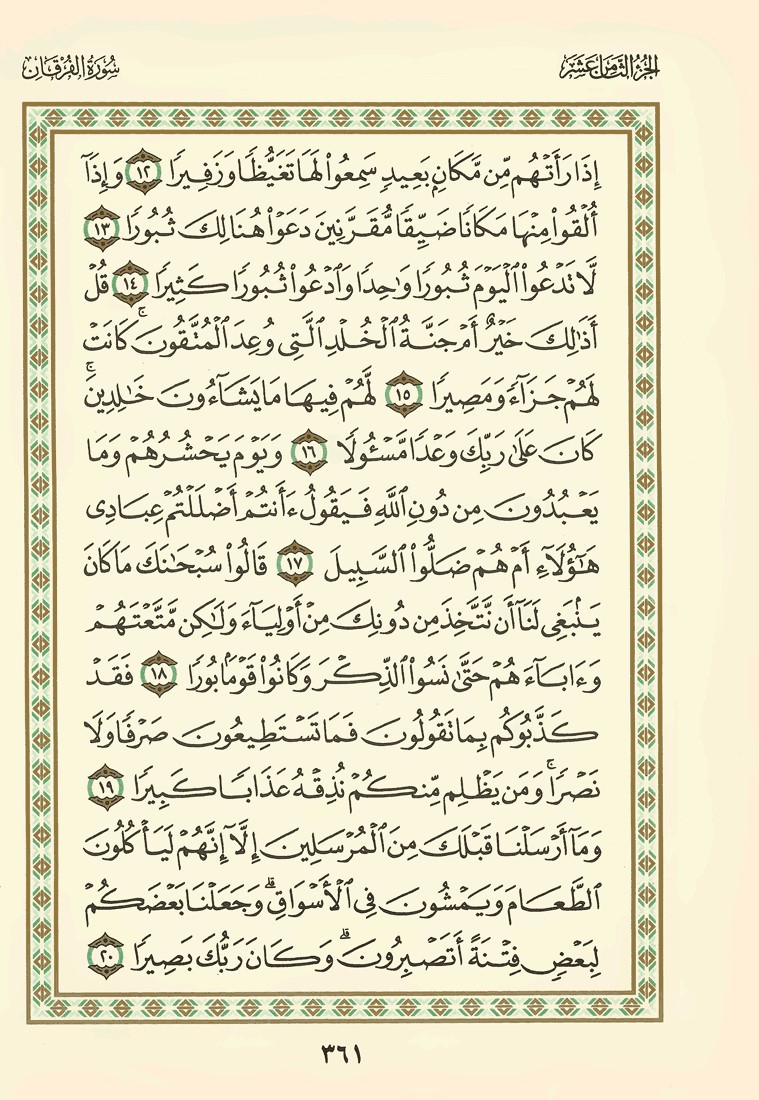 الجزء الثامن عشر
سورة الفرقان
إِذَا رَأَتْهُم مِّن مَّكَانٍۭ بَعِيدٍ سَمِعُوا۟ لَهَا تَغَيُّظًا وَزَفِيرًا ١٢ وَإِذَآ
أُلْقُوا۟ مِنْهَا مَكَانًا ضَيِّقًا مُّقَرَّنِينَ دَعَوْا۟ هُنَالِكَ ثُبُورًا ١٣
لَّا تَدْعُوا۟ ٱلْيَوْمَ ثُبُورًا وَٰحِدًا وَٱدْعُوا۟ ثُبُورًا كَثِيرًا ١٤ قُلْ
أَذَٰلِكَ خَيْرٌ أَمْ جَنَّةُ ٱلْخُلْدِ ٱلَّتِى وُعِدَ ٱلْمُتَّقُونَ ۚ كَانَتْ
لَهُمْ جَزَآءً وَمَصِيرًا ١٥ لَّهُمْ فِيهَا مَا يَشَآءُونَ خَٰلِدِينَ ۚ
كَانَ عَلَىٰ رَبِّكَ وَعْدًا مَّسْـُٔولًا ١٦ وَيَوْمَ يَحْشُرُهُمْ وَمَا
يَعْبُدُونَ مِن دُونِ ٱللَّهِ فَيَقُولُ ءَأَنتُمْ أَضْلَلْتُمْ عِبَادِى
هَٰٓؤُلَآءِ أَمْ هُمْ ضَلُّوا۟ ٱلسَّبِيلَ ١٧ قَالُوا۟ سُبْحَٰنَكَ مَا كَانَ
يَنۢبَغِى لَنَآ أَن نَّتَّخِذَ مِن دُونِكَ مِنْ أَوْلِيَآءَ وَلَٰكِن مَّتَّعْتَهُمْ
وَءَابَآءَهُمْ حَتَّىٰ نَسُوا۟ ٱلذِّكْرَ وَكَانُوا۟ قَوْمًۢا بُورًا ١٨ فَقَدْ
كَذَّبُوكُم بِمَا تَقُولُونَ فَمَا تَسْتَطِيعُونَ صَرْفًا وَلَا
نَصْرًا ۚ وَمَن يَظْلِم مِّنكُمْ نُذِقْهُ عَذَابًا كَبِيرًا ١٩
وَمَآ أَرْسَلْنَا قَبْلَكَ مِنَ ٱلْمُرْسَلِينَ إِلَّآ إِنَّهُمْ لَيَأْكُلُونَ
ٱلطَّعَامَ وَيَمْشُونَ فِى ٱلْأَسْوَاقِ ۗ وَجَعَلْنَا بَعْضَكُمْ
لِبَعْضٍ فِتْنَةً أَتَصْبِرُونَ ۗ وَكَانَ رَبُّكَ بَصِيرًا ٢٠
٣٦١